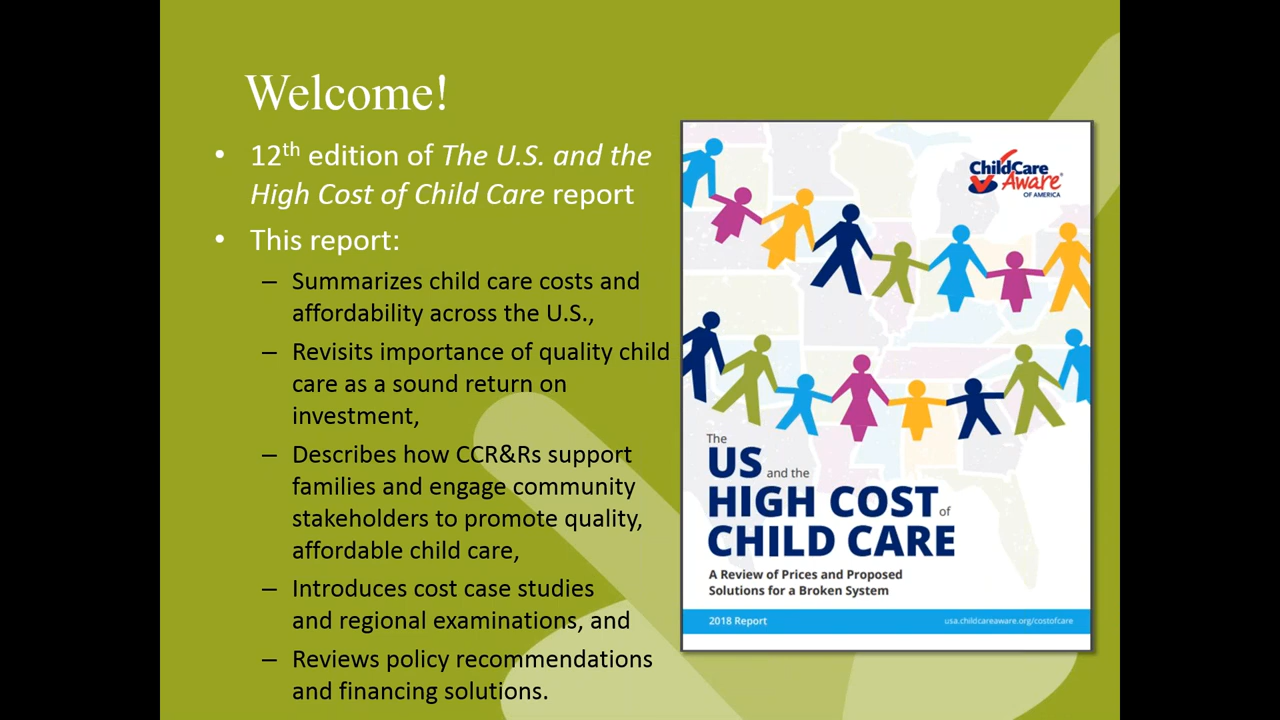 Welcome!
• 12th edition of The U.S. and the
High Cost of Child Care report
• This report:
– Summarizes child care costs and
affordability across the U.S.,
– Revisits importance of quality child
care as a sound return on
investment,
– Describes how CCR&Rs support
families and engage community
stakeholders to promote quality,
affordable child care,
– Introduces cost case studies
and regional examinations, and
– Reviews policy recommendations
and financing solutions.
ChildCare
Aware®
OF AMERICA
The
US and the
HIGH COST of
CHILD CARE
A Review of Prices and Proposed
Solutions for a Broken System
2018 Report
usa.childcareaware.org/costofcare